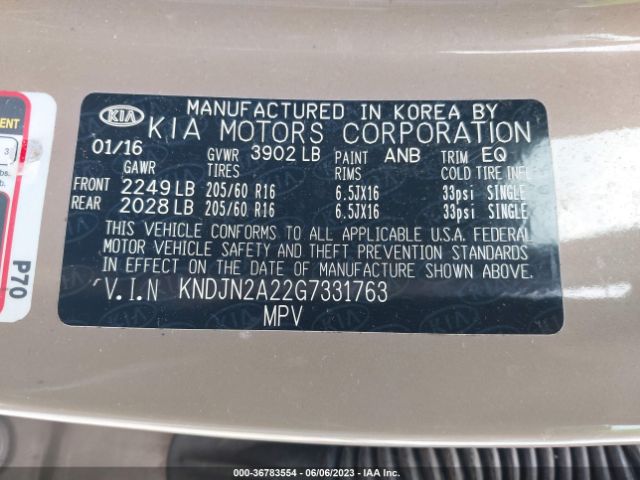 KIA
MANUFACTURED IN KOREA BY
KIA MOTORS CORPORATION
01/16 GVWR 3902 LB PAINT ANB TRIM EQ
GAWR TIRES RIMS COLD TIRE INFL
FRONT 2249 LB 205/60 R16 6.5JX16 33psi SINGLE
REAR 2028 LB 205/60 R16 6.5JX16 33psi SINGLE
THIS VEHICLE CONFORMS TO ALL APPLICABLE U.S.A. FEDERAL
MOTOR VEHICLE SAFETY AND THEFT PREVENTION STANDARDS
IN EFFECT ON THE DATE OF MANUFACTURE SHOWN ABOVE.
V.I.N KNDJN2A22G7331763
MPV
3
P70
000-36783554 | 06/06/2023 | IAA Inc.